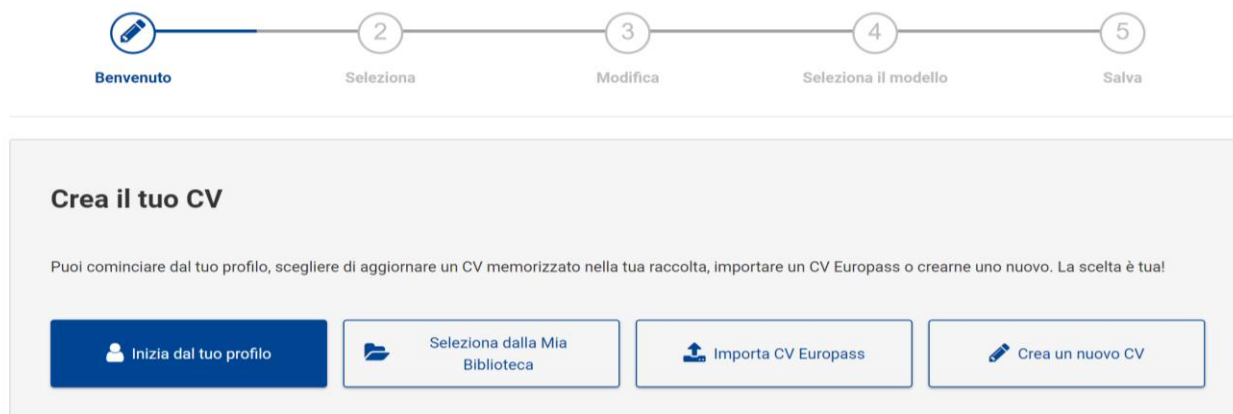 2 3 4 5
Benvenuto Seleziona Modifica Seleziona il modello Salva
Crea il tuo CV
Puoi cominciare dal tuo profilo, scegliere di aggiornare un CV memorizzato nella tua raccolta, importare un CV Europass o crearne uno nuovo. La scelta è tua!
Inizia dal tuo profilo
Seleziona dalla Mia
Biblioteca
Importa CV Europass
Crea un nuovo CV